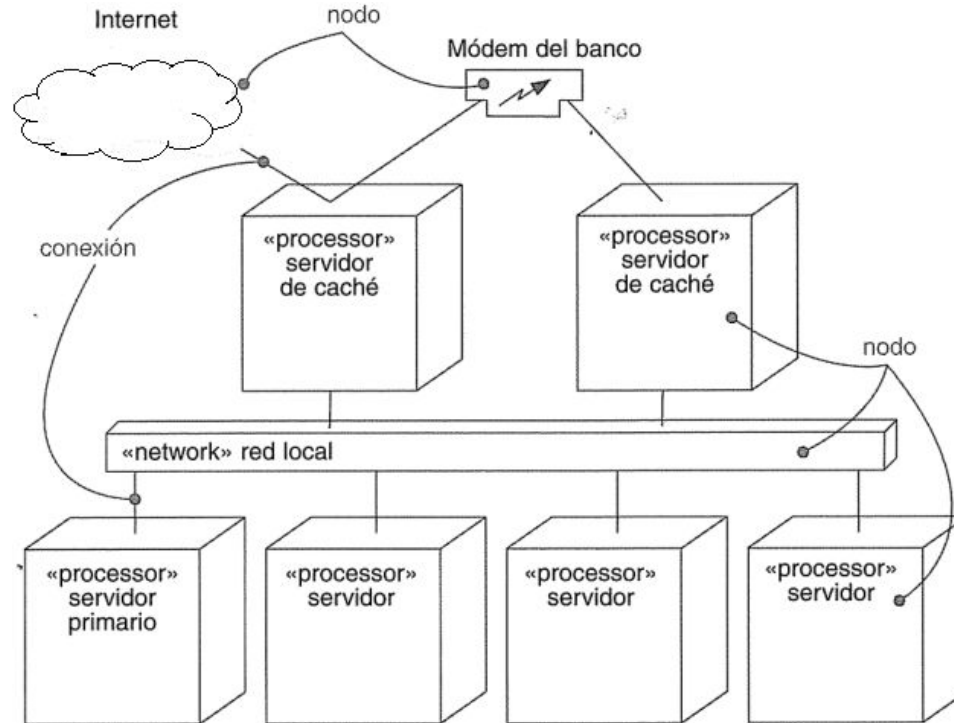 Internet
nodo
Módem del banco
conexión
«processor»
servidor
de caché
«processor»
servidor
de caché
nodo
«network» red local
«processor»
servidor
primario
«processor»
servidor
«processor»
servidor
«processor»
servidor